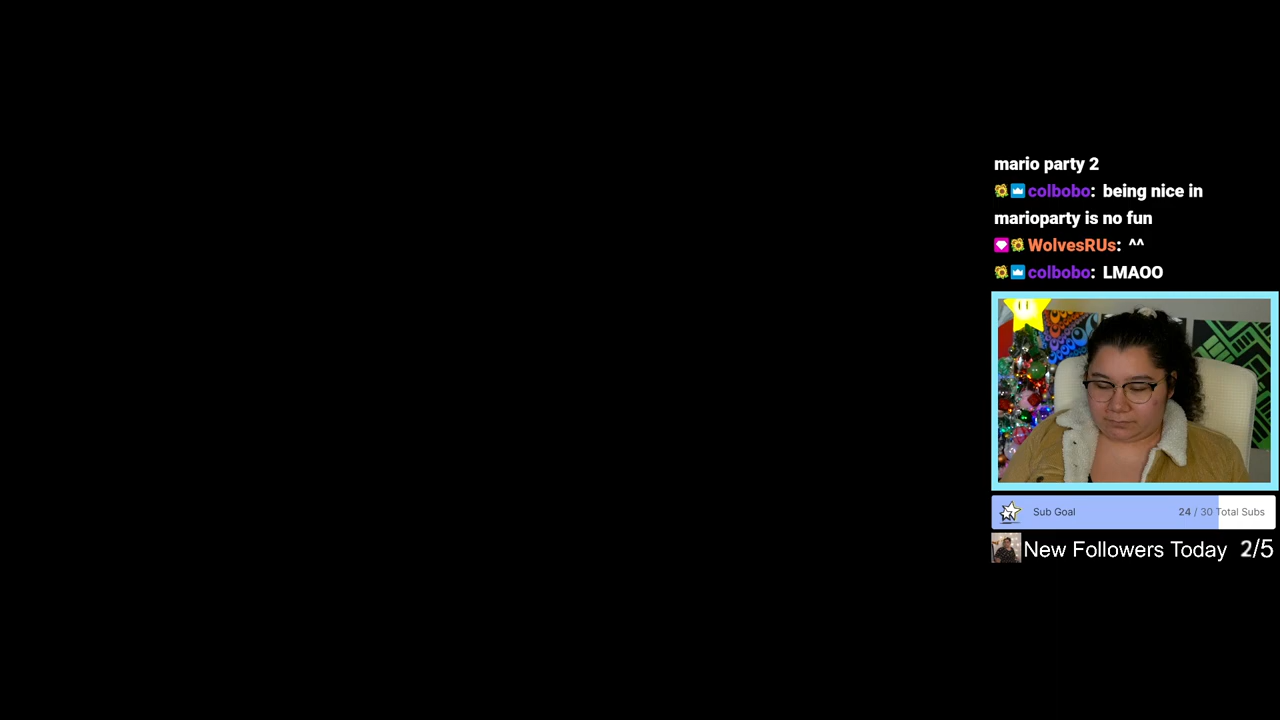 mario party 2
colbobo: being nice in
marioparty is no fun
WolvesRUs: ^^
colbobo: LMAOO
Sub Goal 24 / 30 Total Subs
New Followers Today 2/5